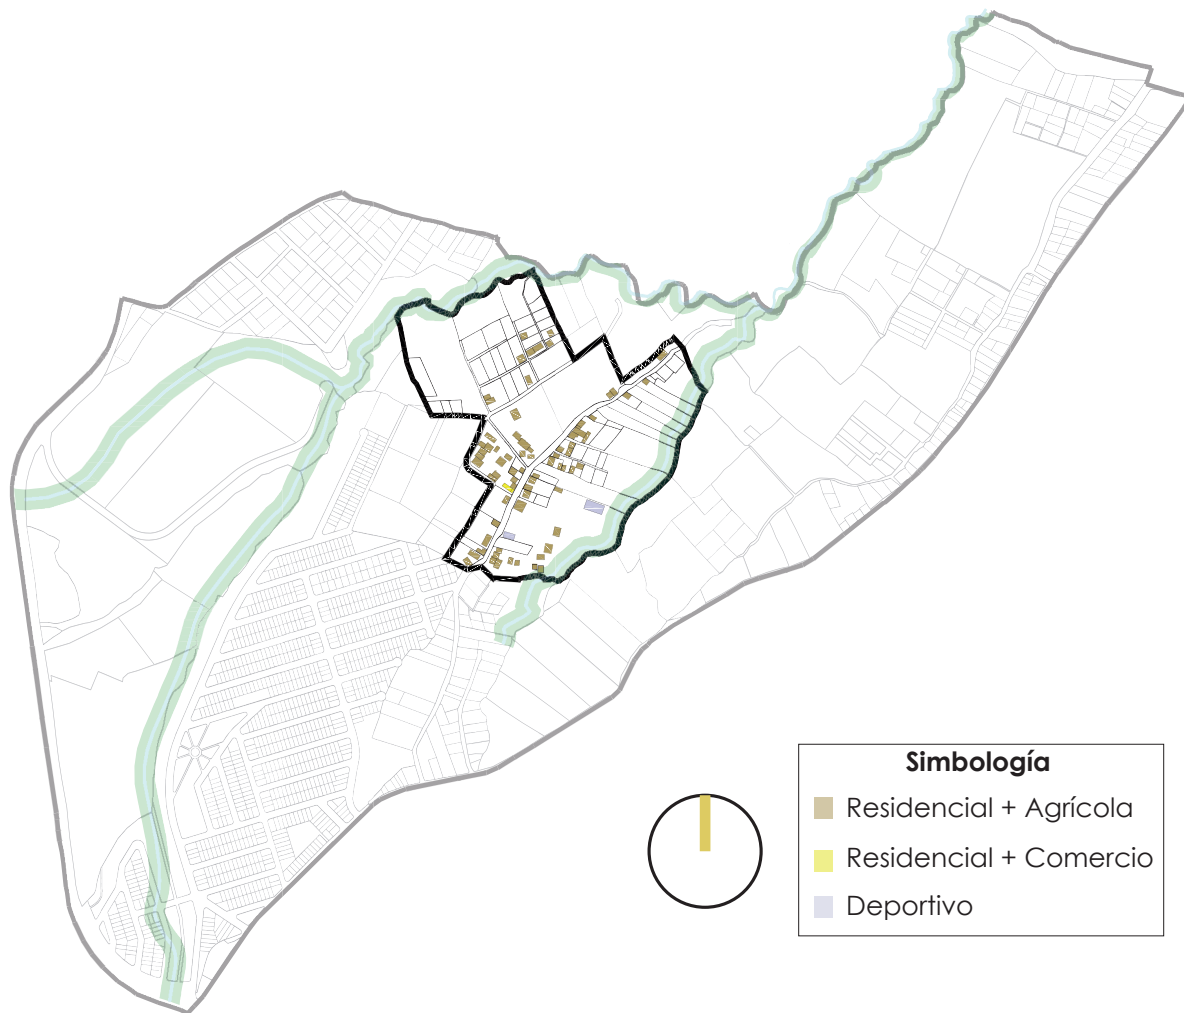 Simbología
Residencial + Agrícola
Residencial + Comercio
Deportivo